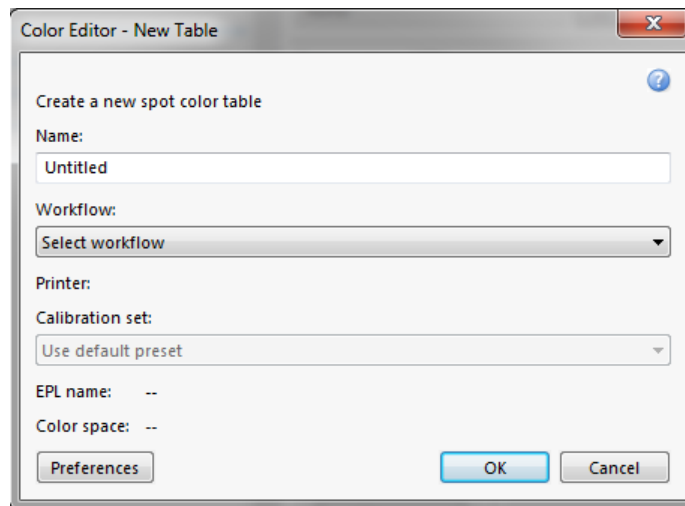 Color Editor - New Table
Create a new spot color table
Name:
Untitled
Workflow:
Select workflow
Printer:
Calibration set:
Use default preset
EPL name: --
Color space: --
Preferences OK Cancel